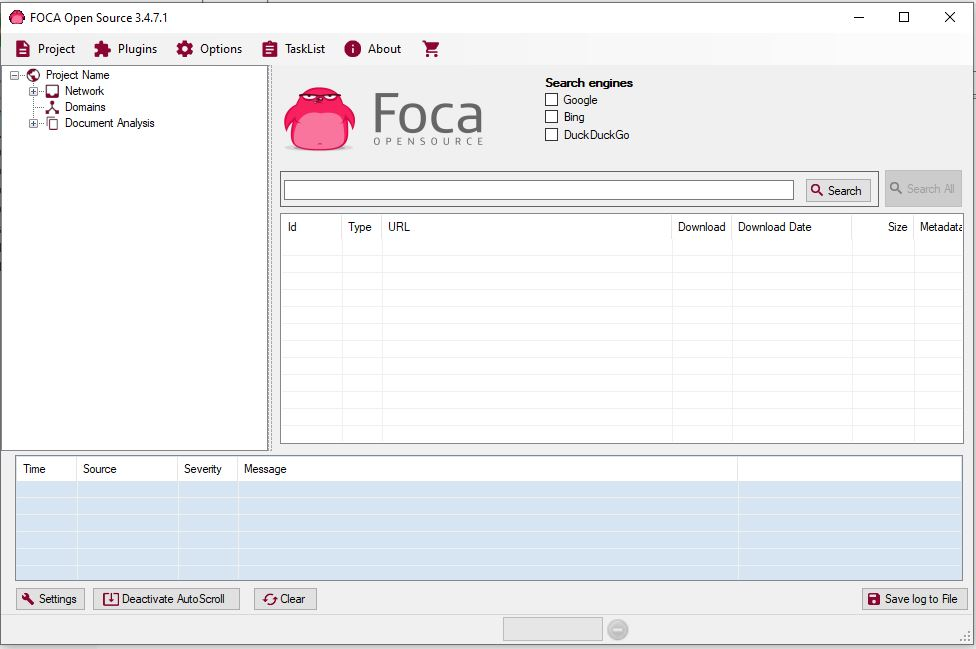 FOCA Open Source 3.4.7.1
Project Plugins Options TaskList About
Project Name
Network
Domains
Document Analysis
Foca
OPENSOURCE
Search engines
Google
Bing
DuckDuckGo
Search Search All
Id Type URL Download Download Date Size Metadata
Time Source Severity Message
Settings Deactivate AutoScroll Clear Save log to File